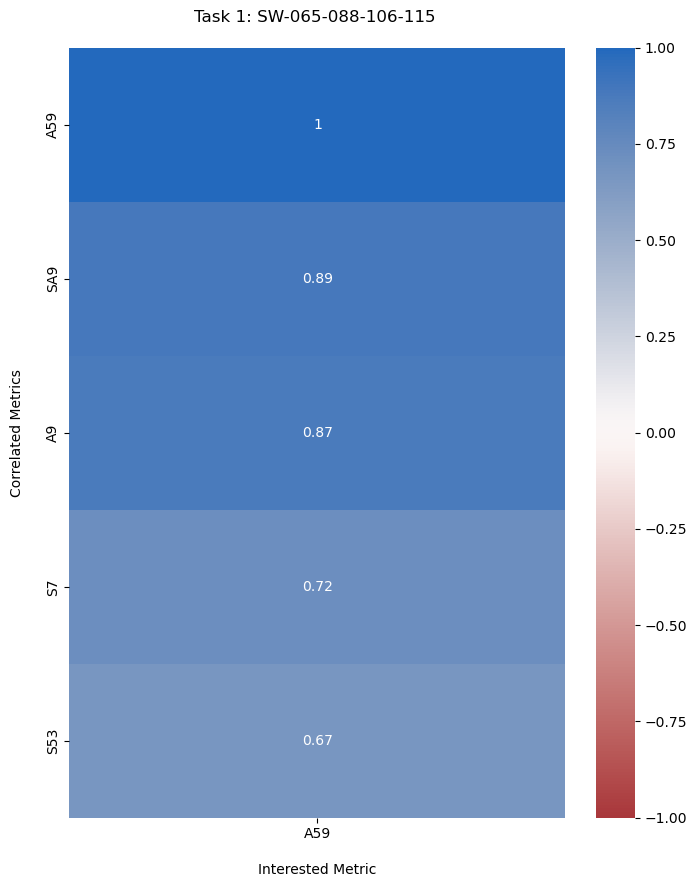 Task 1: SW-065-088-106-115
Correlated Metrics
A59
SA9
A9
S7
S53
1
0.89
0.87
0.72
0.67
A59
Interested Metric
1.00
0.75
0.50
0.25
0.00
−0.25
−0.50
−0.75
−1.00